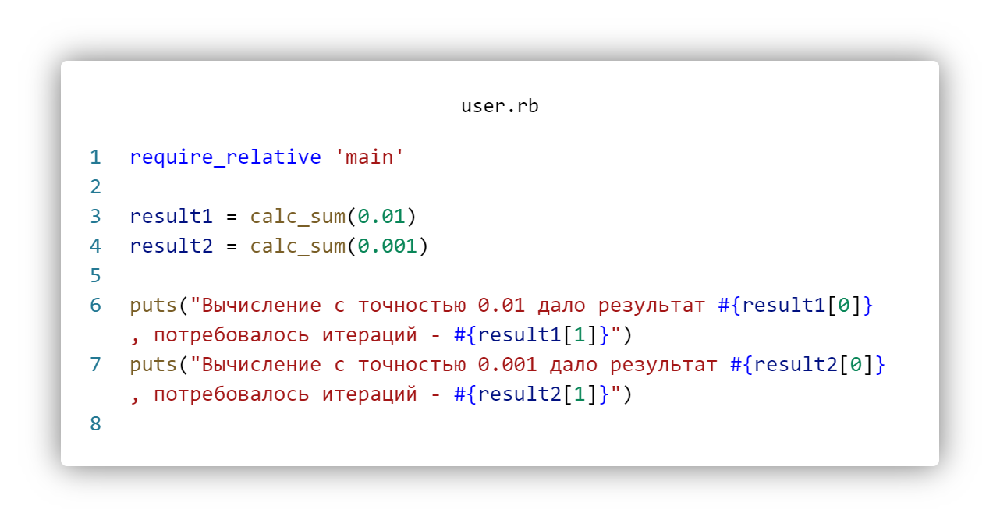 user.rb
1 require_relative 'main'
2
3 result1 = calc_sum(0.01)
4 result2 = calc_sum(0.001)
5
6 puts("Вычисление с точностью 0.01 дало результат #{result1[0]}
, потребовалось итераций - #{result1[1]}")
7 puts("Вычисление с точностью 0.001 дало результат #{result2[0]}
, потребовалось итераций - #{result2[1]}")
8